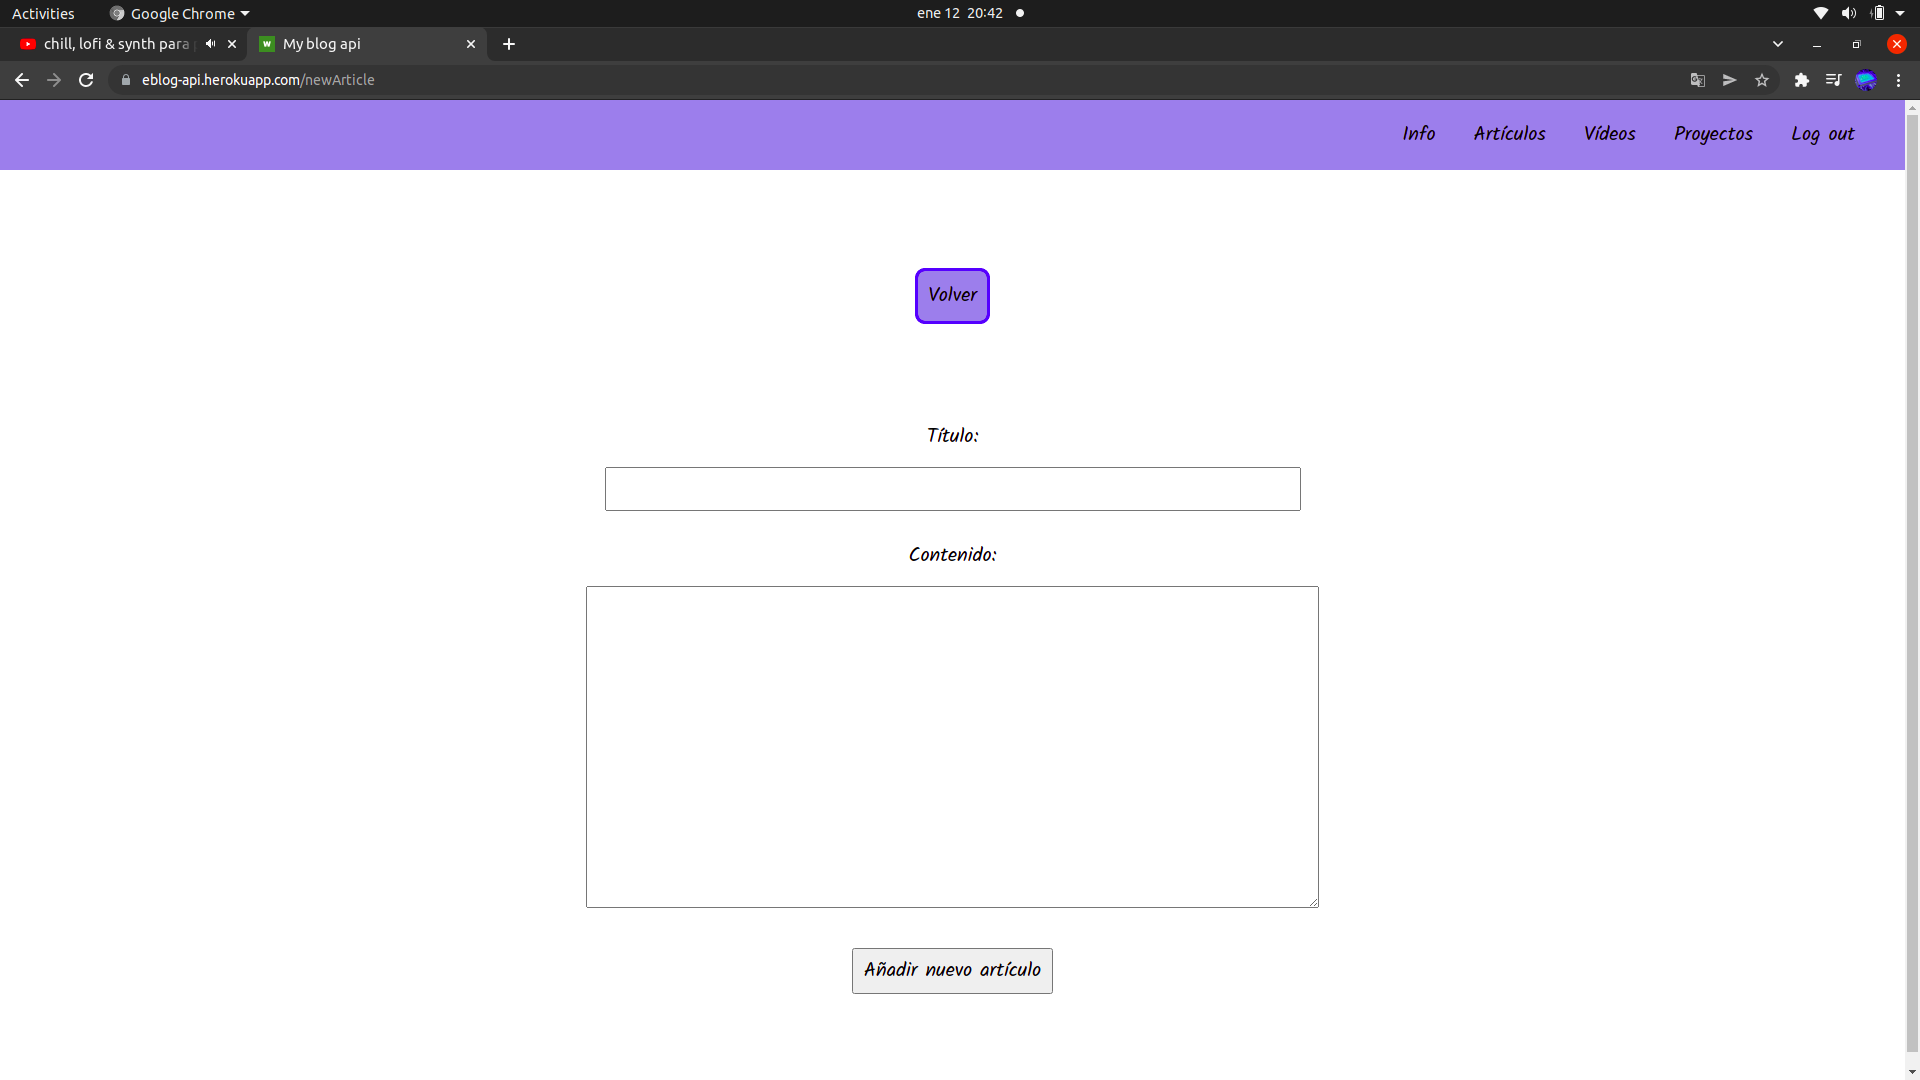 Activities
Google Chrome
ene 12 20:42
chill, lofi & synth para
My blog api
eblog-api.herokuapp.com/newArticle
Info
Artículos
Vídeos
Proyectos
Log out
Volver
Título:
Contenido:
Añadir nuevo artículo